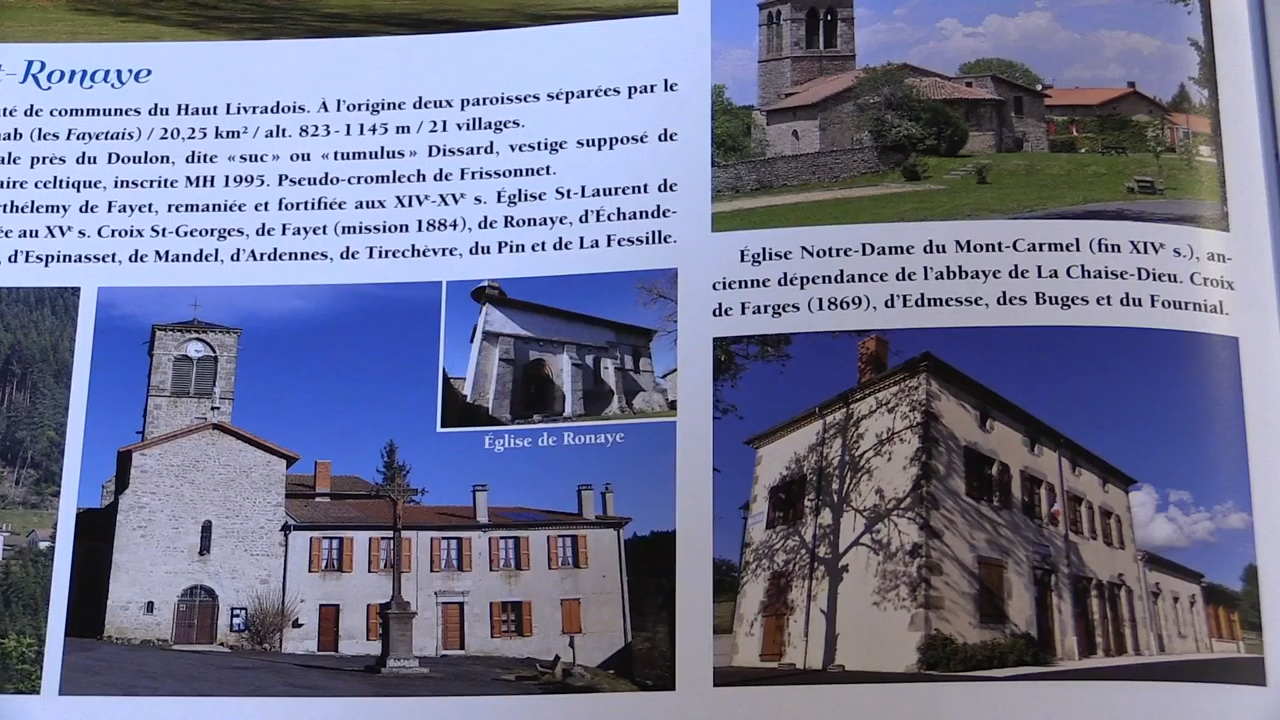 t-Ronaye
té de communes du Haut Livradois. À l'origine deux paroisses séparées par le
ab (les Fayetais) / 20,25 km² / alt. 823-1145 m / 21 villages.
ale près du Doulon, dite «suc» ou «tumulus» Dissard, vestige supposé de
ire celtique, inscrite MH 1995. Pseudo-cromlech de Frissonnet.
rthélemy de Fayet, remaniée et fortifiée aux XIVe-XVe s. Église St-Laurent de
ée au XVe s. Croix St-Georges, de Fayet (mission 1884), de Ronaye, d'Échande-
, d'Espinasset, de Mandel, d'Ardennes, de Tirechèvre, du Pin et de La Fessille.
Église de Ronaye
Église Notre-Dame du Mont-Carmel (fin XIVe s.), an-
cienne dépendance de l'abbaye de La Chaise-Dieu. Croix
de Farges (1869), d'Edmesse, des Buges et du Fournial.